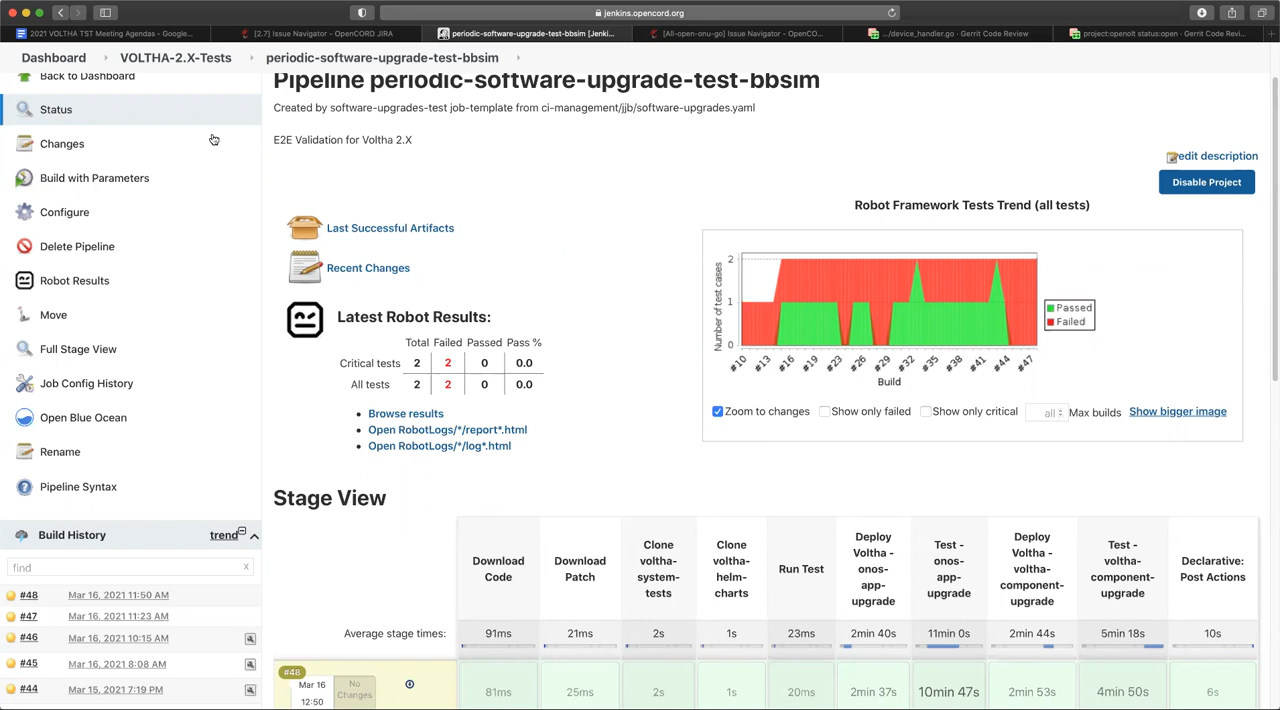 jenkins.opencord.org
2021 VOLTHA TST Meeting Agendas - Google...
[2.7] Issue Navigator - OpenCORD JIRA
periodic-software-upgrade-test-bbsim [Jenki...
[All-open-onu-go] Issue Navigator - OpenCO...
.../device_handler.go · Gerrit Code Review
project:openolt status:open · Gerrit Code Revi...
Dashboard
VOLTHA-2.X-Tests
periodic-software-upgrade-test-bbsim
Back to Dashboard
Status
Changes
Build with Parameters
Configure
Delete Pipeline
Robot Results
Move
Full Stage View
Job Config History
Open Blue Ocean
Rename
Pipeline Syntax
Build History
trend
find
x
#48 Mar 16, 2021 11:50 AM
#47 Mar 16, 2021 11:23 AM
#46 Mar 16, 2021 10:15 AM
#45 Mar 16, 2021 8:08 AM
#44 Mar 15, 2021 7:19 PM
Pipeline periodic-software-upgrade-test-bbsim
Created by software-upgrades-test job-template from ci-management/jjb/software-upgrades.yaml
E2E Validation for Voltha 2.X
edit description
Disable Project
Last Successful Artifacts
Recent Changes
Latest Robot Results:
Total Failed Passed Pass %
Critical tests 2 2 0 0.0
All tests 2 2 0 0.0
Browse results
Open RobotLogs/*/report*.html
Open RobotLogs/*/log*.html
Robot Framework Tests Trend (all tests)
Number of test cases
2
1
0
#10 #13 #16 #19 #23 #26 #29 #32 #35 #38 #41 #44 #47
Build
Passed
Failed
Zoom to changes Show only failed Show only critical all Max builds Show bigger image
Stage View
Download Code
Download Patch
Clone voltha-system-tests
Clone voltha-helm-charts
Run Test
Deploy Voltha - onos-app-upgrade
Test - onos-app-upgrade
Deploy Voltha - voltha-component-upgrade
Test - voltha-component-upgrade
Declarative: Post Actions
Average stage times: 91ms 21ms 2s 1s 23ms 2min 40s 11min 0s 2min 44s 5min 18s 10s
#48
Mar 16
12:50
No Changes
81ms 25ms 2s 1s 20ms 2min 37s 10min 47s 2min 53s 4min 50s 6s